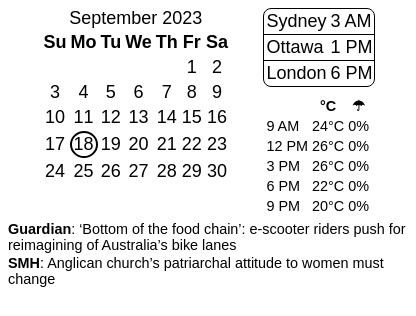 September 2023
Su Mo Tu We Th Fr Sa
1 2
3 4 5 6 7 8 9
10 11 12 13 14 15 16
17 18 19 20 21 22 23
24 25 26 27 28 29 30
Sydney 3 AM
Ottawa 1 PM
London 6 PM
°C ☂
9 AM 24°C 0%
12 PM 26°C 0%
3 PM 26°C 0%
6 PM 22°C 0%
9 PM 20°C 0%
Guardian: ‘Bottom of the food chain’: e-scooter riders push for
reimagining of Australia’s bike lanes
SMH: Anglican church’s patriarchal attitude to women must
change